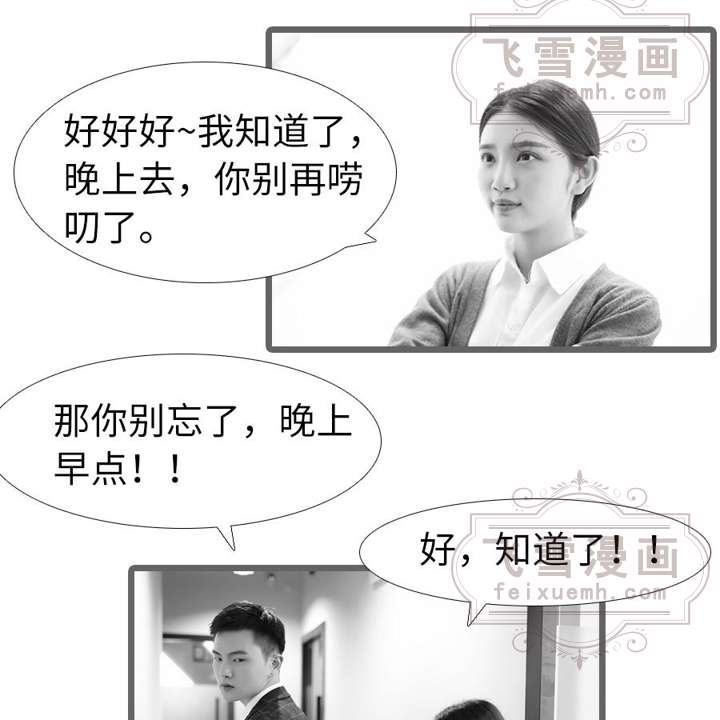 飞雪漫画
feixuemh.com
好好好~我知道了，
晚上去，你别再唠
叨了。
那你别忘了，晚上
早点！！
好，知道了！！
飞雪漫画
feixuemh.com